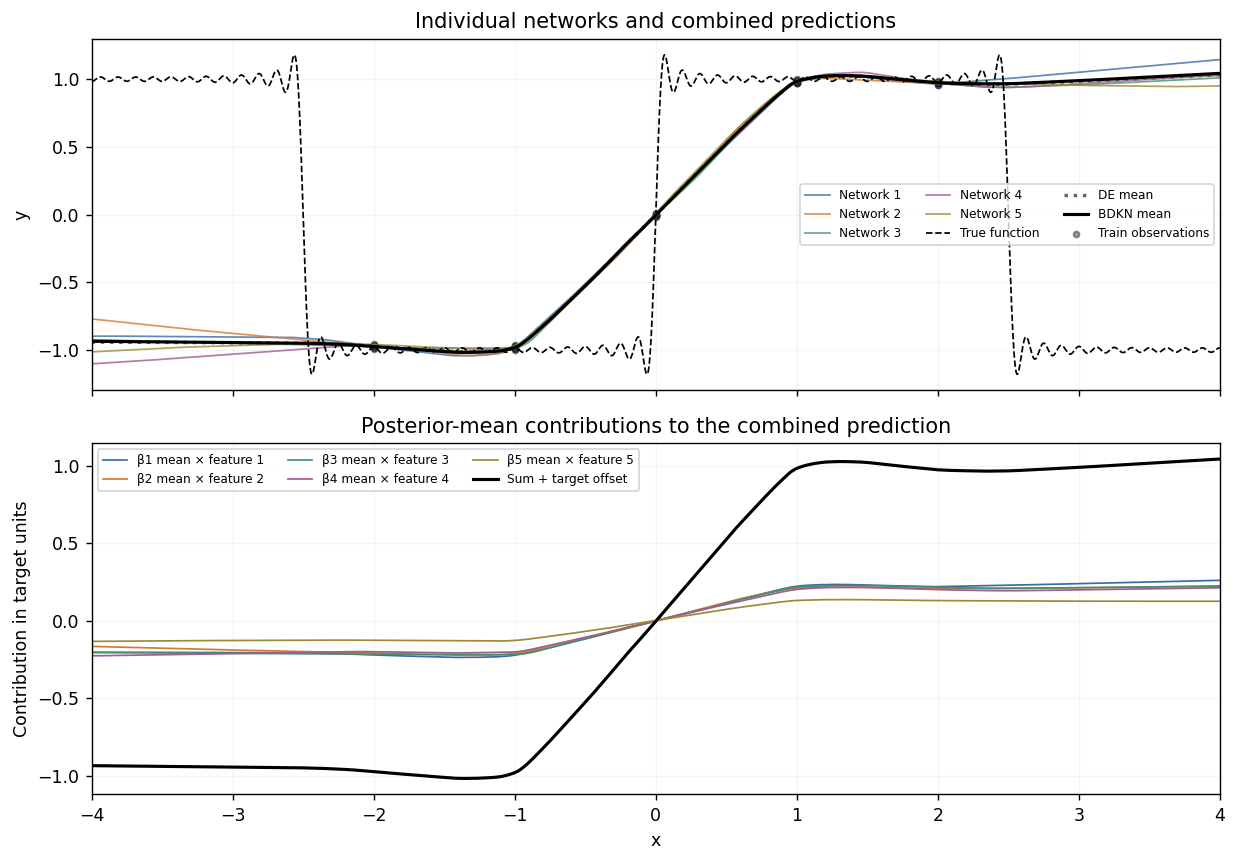 Individual networks and combined predictions
1.0
0.5
0.0
−0.5
−1.0
y
Network 1
Network 2
Network 3
Network 4
Network 5
True function
DE mean
BDKN mean
Train observations
Posterior-mean contributions to the combined prediction
β1 mean × feature 1
β2 mean × feature 2
β3 mean × feature 3
β4 mean × feature 4
β5 mean × feature 5
Sum + target offset
1.0
0.5
0.0
−0.5
−1.0
Contribution in target units
−4
−3
−2
−1
0
1
2
3
4
x